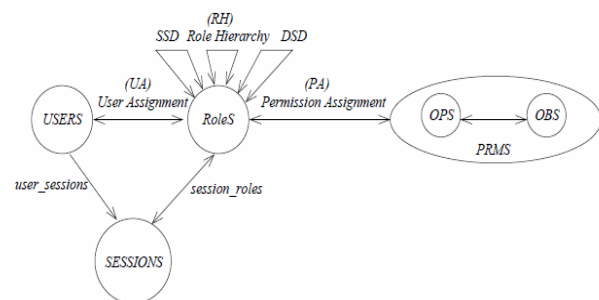 (RH)
SSD Role Hierarchy DSD
(UA)
User Assignment
(PA)
Permission Assignment
USERS
RoleS
OPS
OBS
PRMS
user_sessions
session_roles
SESSIONS